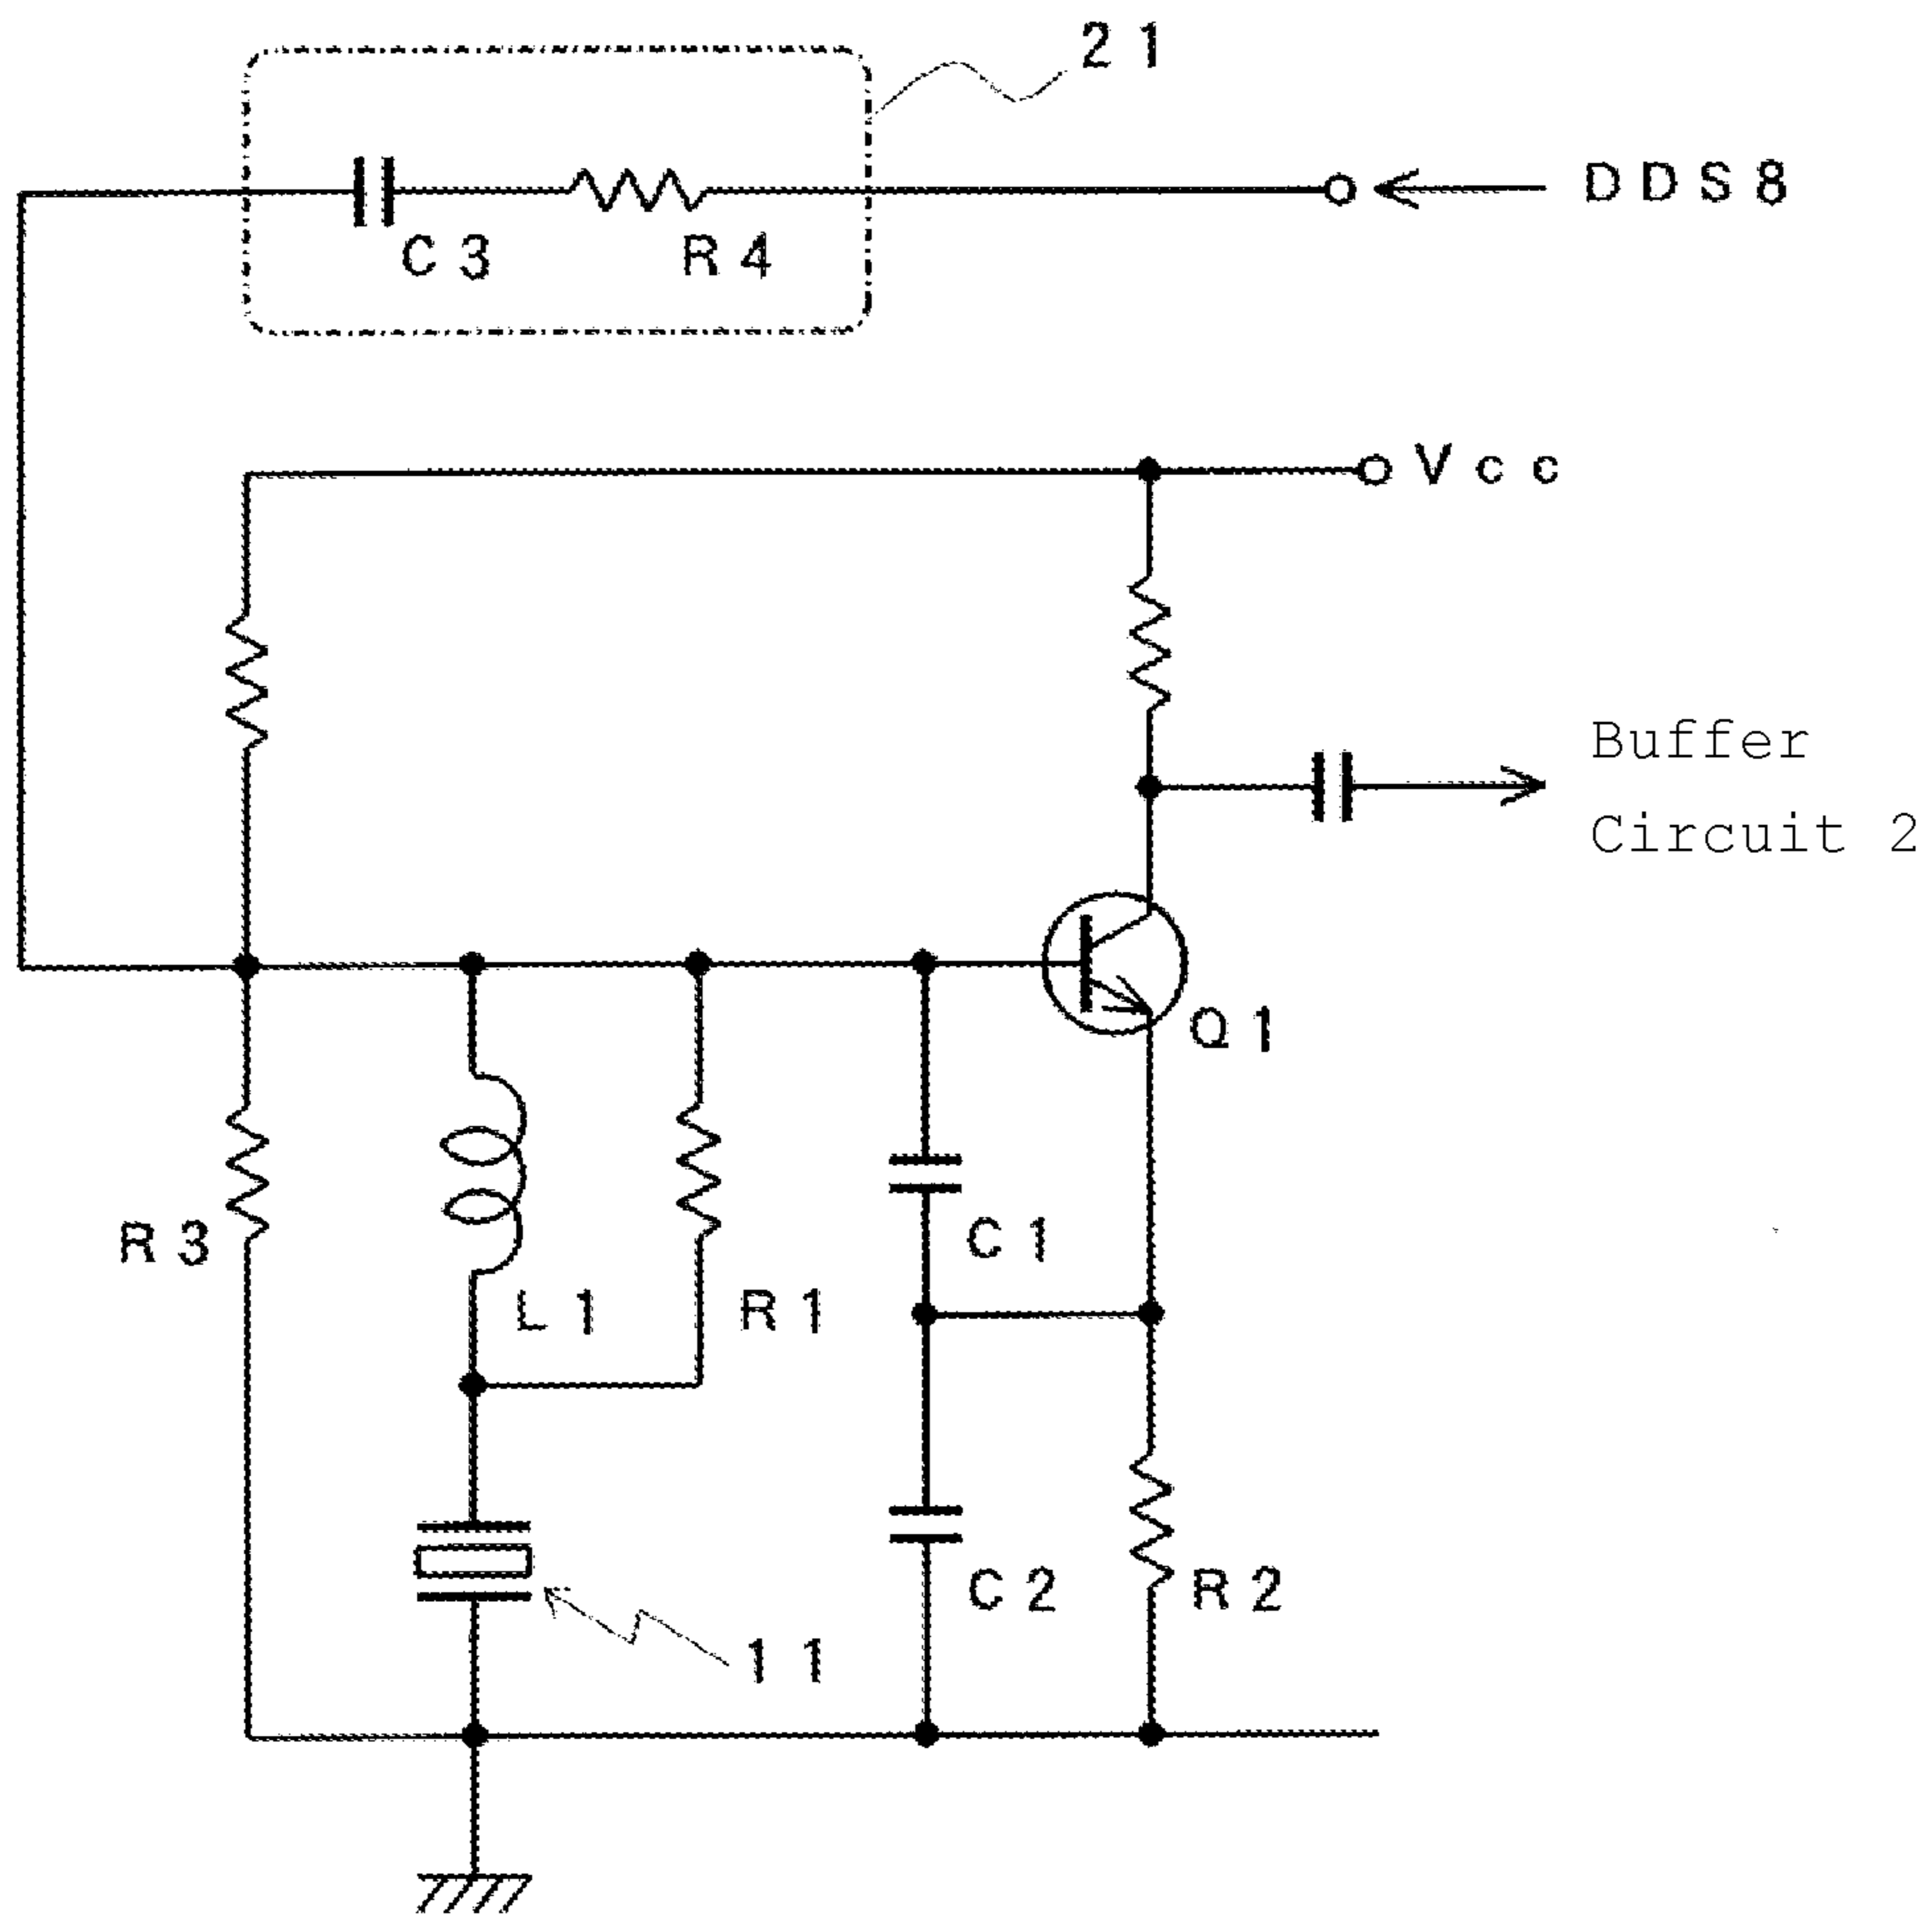 21
DDS8
C3
R4
Vcc
Buffer
Circuit 2
Q1
R3
C1
L1
R1
C2
R2
11